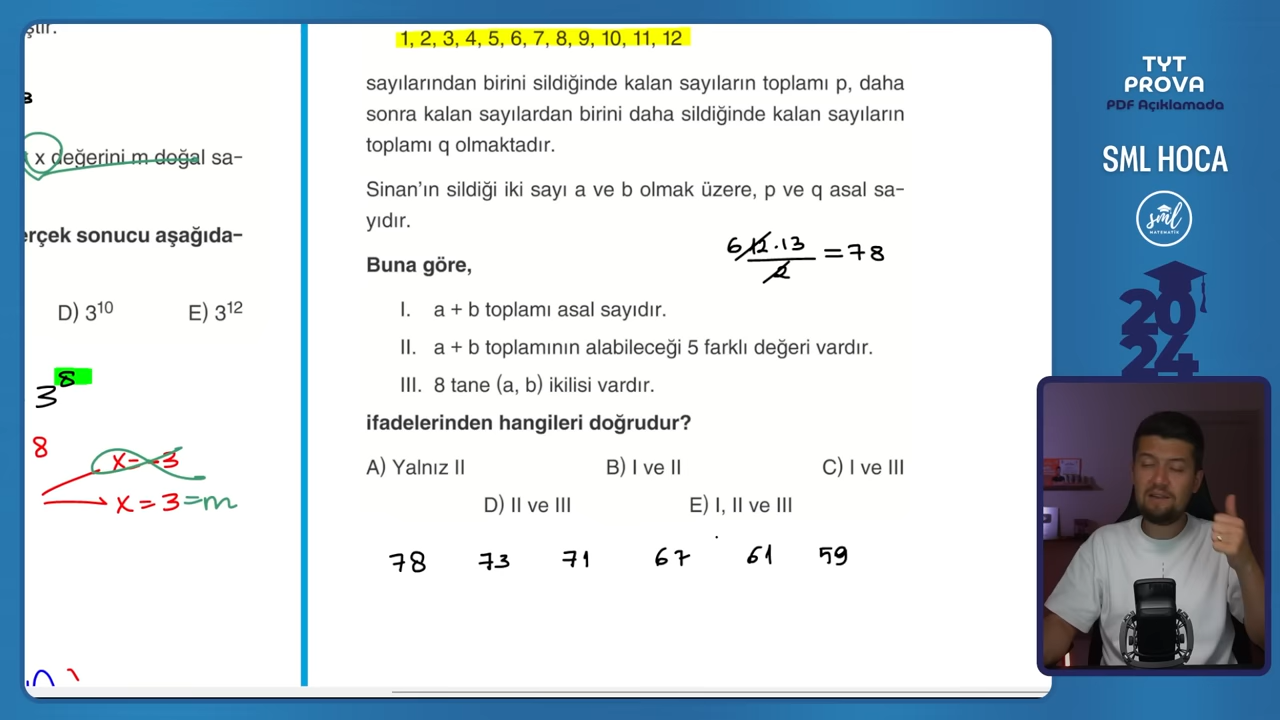 1, 2, 3, 4, 5, 6, 7, 8, 9, 10, 11, 12
sayılarından birini sildiğinde kalan sayıların toplamı p, daha
sonra kalan sayılardan birini daha sildiğinde kalan sayıların
toplamı q olmaktadır.
Sinan'ın sildiği iki sayı a ve b olmak üzere, p ve q asal sa-
yıdır.
6 12 . 13 / 2 = 78
Buna göre,
I. a + b toplamı asal sayıdır.
II. a + b toplamının alabileceği 5 farklı değeri vardır.
III. 8 tane (a, b) ikilisi vardır.
ifadelerinden hangileri doğrudur?
A) Yalnız II B) I ve II C) I ve III
D) II ve III E) I, II ve III
78 73 71 67 61 59
x değerini m doğal sa-
sonucu aşağıda-
D) 3¹⁰ E) 3¹²
3⁸
8
x = -3
x = 3 = m
TYT
PROVA
PDF Açıklamada
SML HOCA
sml
MATEMATİK
20
24